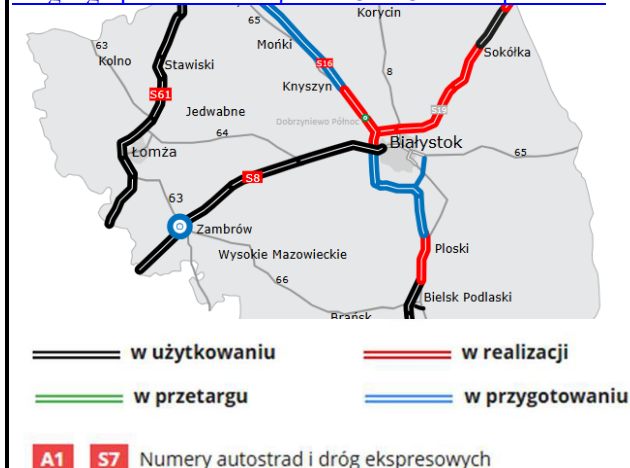 Korycin
65
Mońki
63
Kolno
Stawiski
Sokółka
S16
8
Knyszyn
S61
S19
Jedwabne
Dobrzyniewo Północ
64
Białystok
Łomża
65
S8
63
Zambrów
Wysokie Mazowieckie
Ploski
66
Bielsk Podlaski
Brańsk
w użytkowaniu
w realizacji
w przetargu
w przygotowaniu
A1 S7 Numery autostrad i dróg ekspresowych